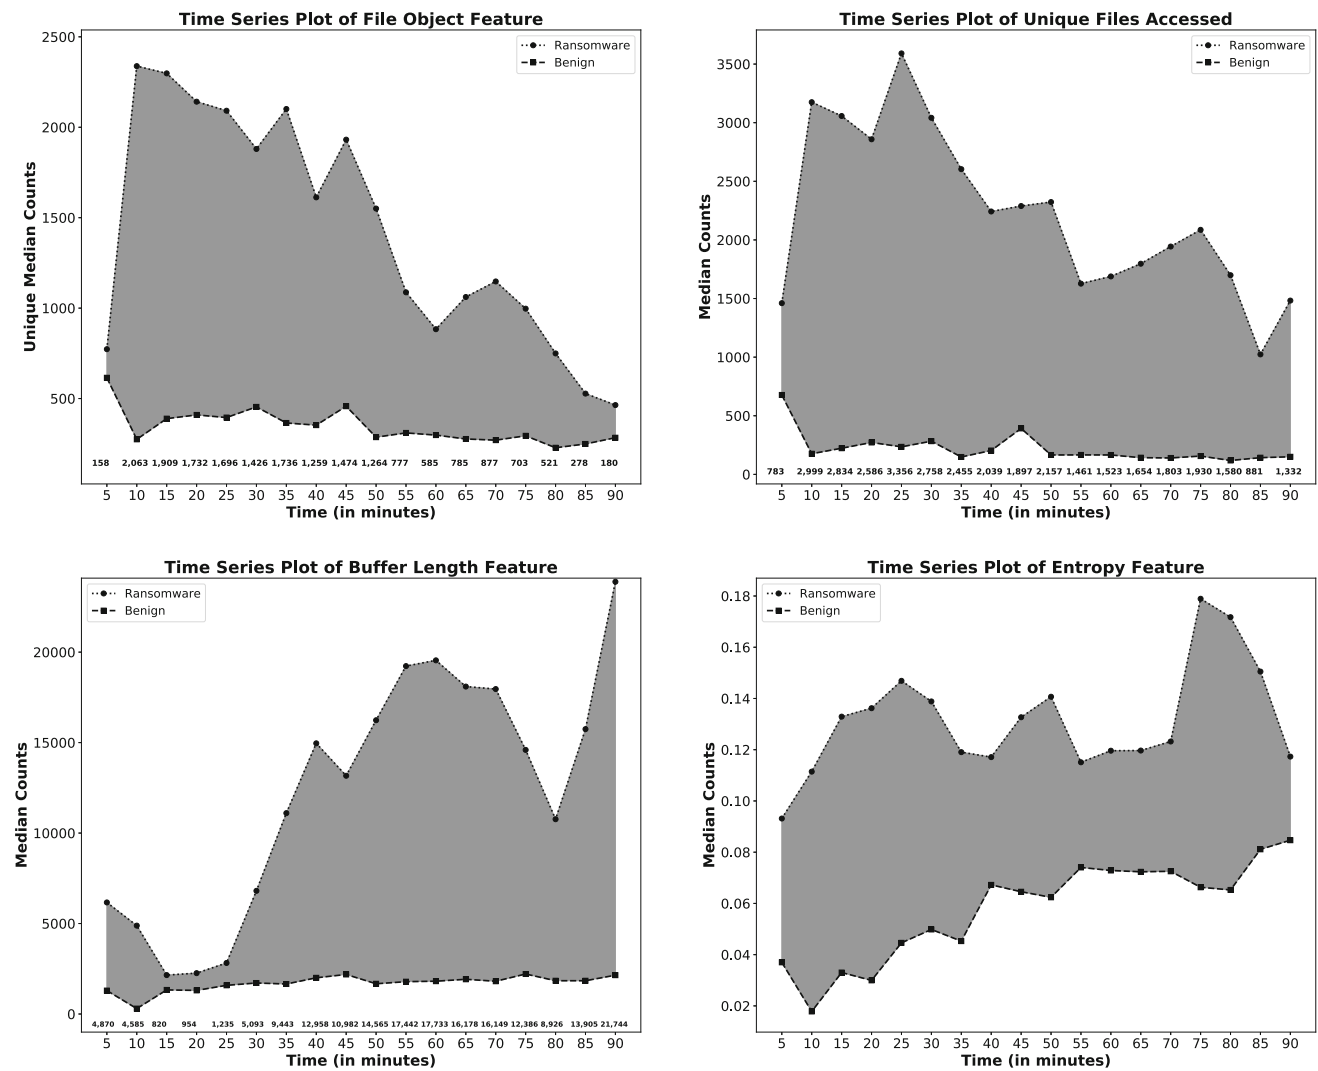 Time Series Plot of File Object Feature
2500
2000
1500
1000
500
Unique Median Counts
Ransomware
Benign
158 2,063 1,909 1,732 1,696 1,426 1,736 1,259 1,474 1,264 777 585 785 877 703 521 278 180
5 10 15 20 25 30 35 40 45 50 55 60 65 70 75 80 85 90
Time (in minutes)
Time Series Plot of Unique Files Accessed
3500
3000
2500
2000
1500
1000
500
0
Median Counts
Ransomware
Benign
783 2,999 2,834 2,586 3,356 2,758 2,455 2,039 1,897 2,157 1,461 1,523 1,654 1,803 1,930 1,580 881 1,332
5 10 15 20 25 30 35 40 45 50 55 60 65 70 75 80 85 90
Time (in minutes)
Time Series Plot of Buffer Length Feature
Ransomware
Benign
20000
15000
10000
5000
0
Median Counts
4,870 4,585 820 954 1,235 5,093 9,443 12,958 10,982 14,565 17,442 17,733 16,178 16,149 12,386 8,926 13,905 21,744
5 10 15 20 25 30 35 40 45 50 55 60 65 70 75 80 85 90
Time (in minutes)
Time Series Plot of Entropy Feature
Ransomware
Benign
0.18
0.16
0.14
0.12
0.10
0.08
0.06
0.04
0.02
Median Counts
5 10 15 20 25 30 35 40 45 50 55 60 65 70 75 80 85 90
Time (in minutes)